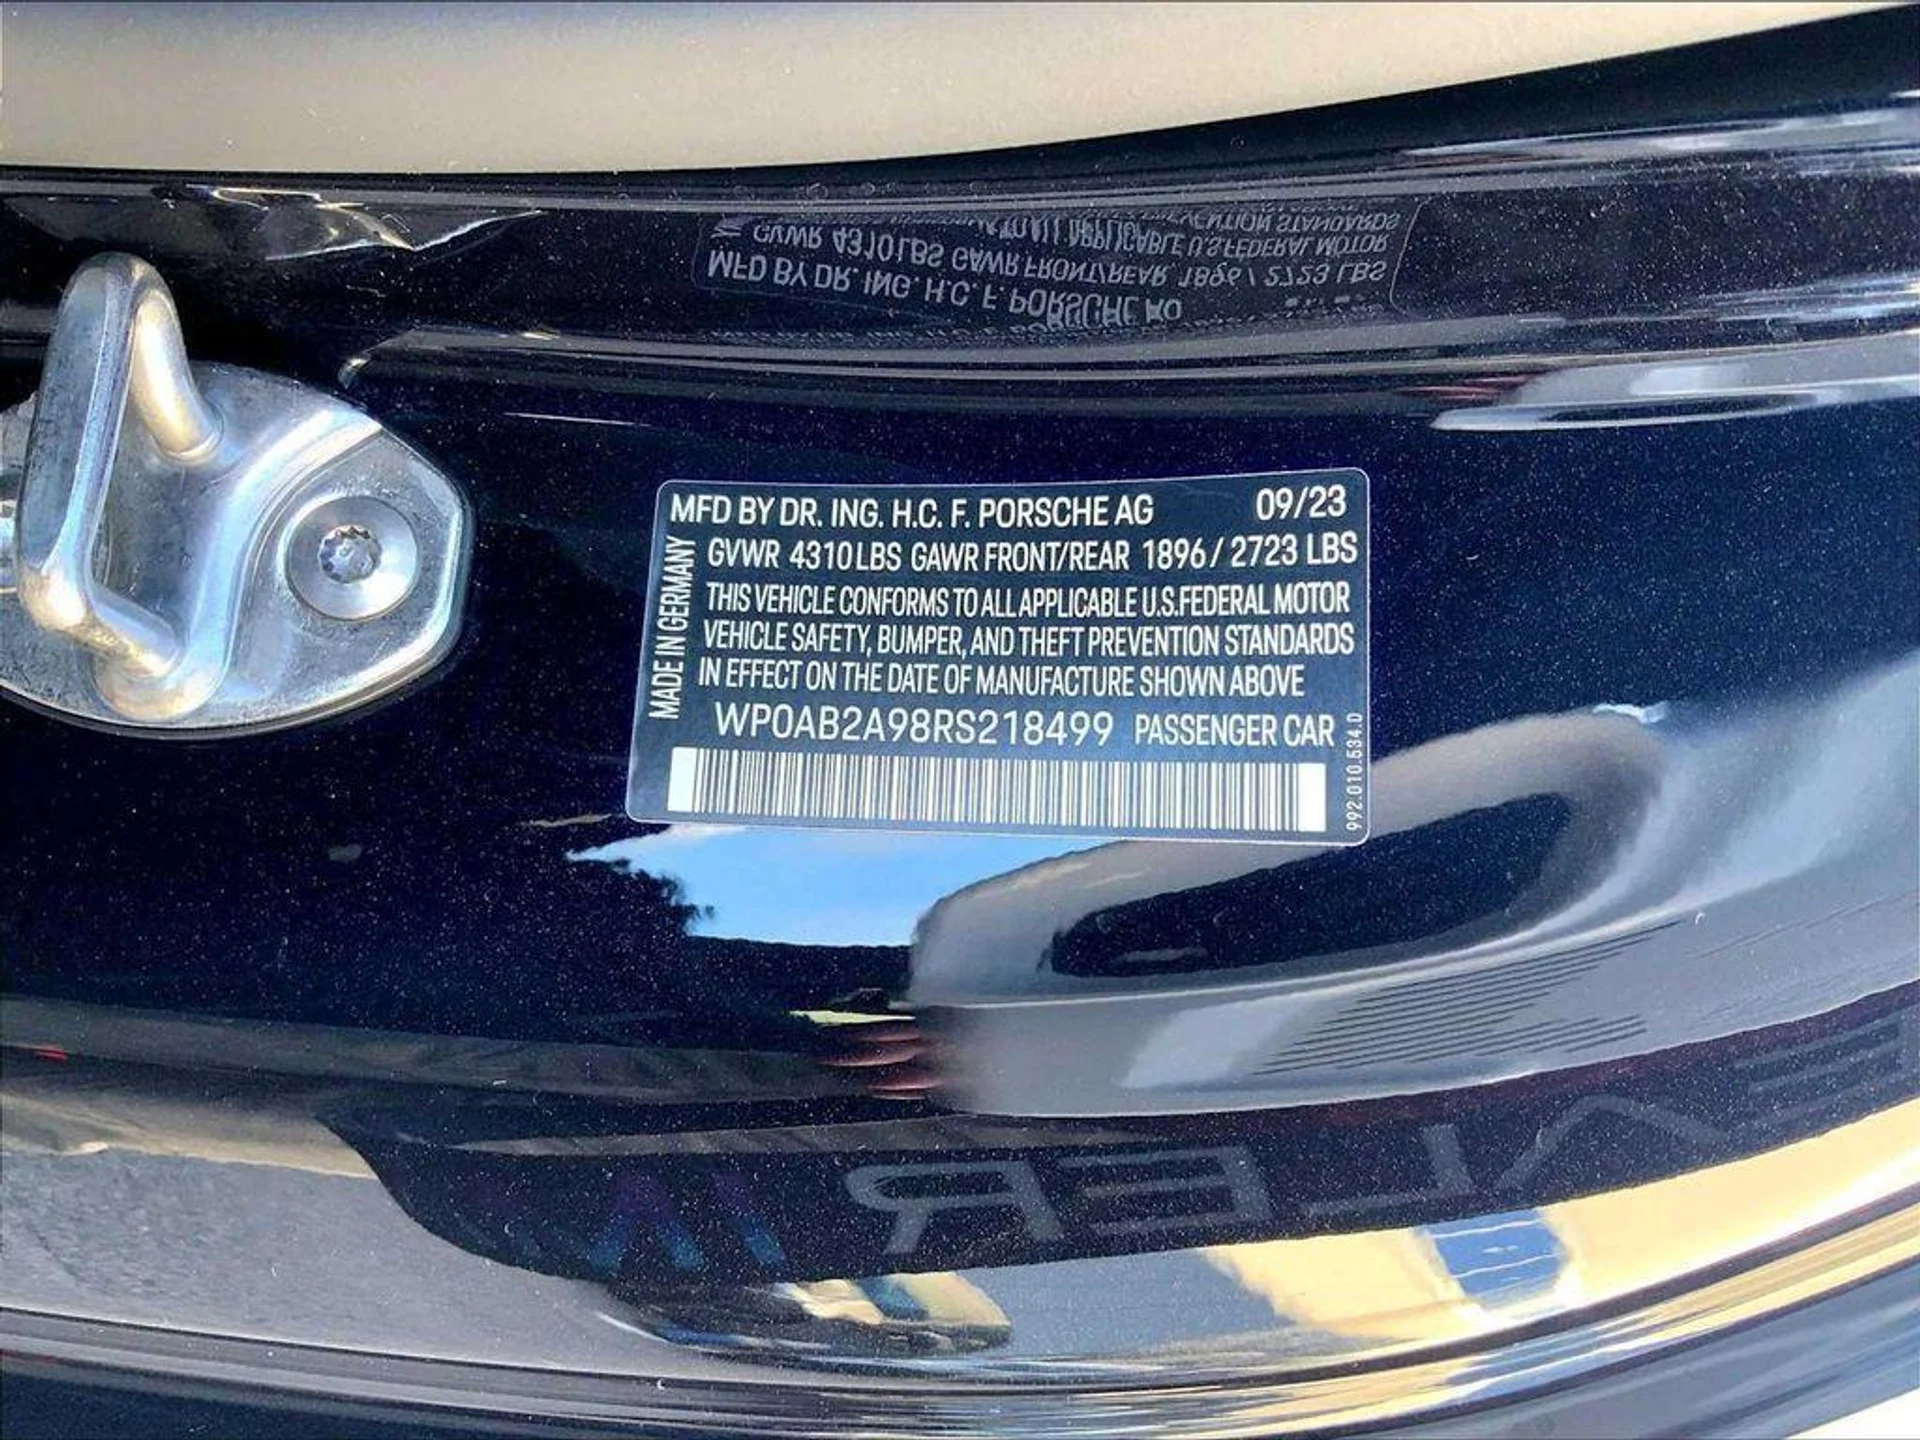 MFD BY DR. ING. H.C. F. PORSCHE AG 09/23
GVWR 4310 LBS GAWR FRONT/REAR 1896 / 2723 LBS
THIS VEHICLE CONFORMS TO ALL APPLICABLE U.S.FEDERAL MOTOR
VEHICLE SAFETY, BUMPER, AND THEFT PREVENTION STANDARDS
IN EFFECT ON THE DATE OF MANUFACTURE SHOWN ABOVE
WP0AB2A98RS218499 PASSENGER CAR
MADE IN GERMANY
992.010.534.0